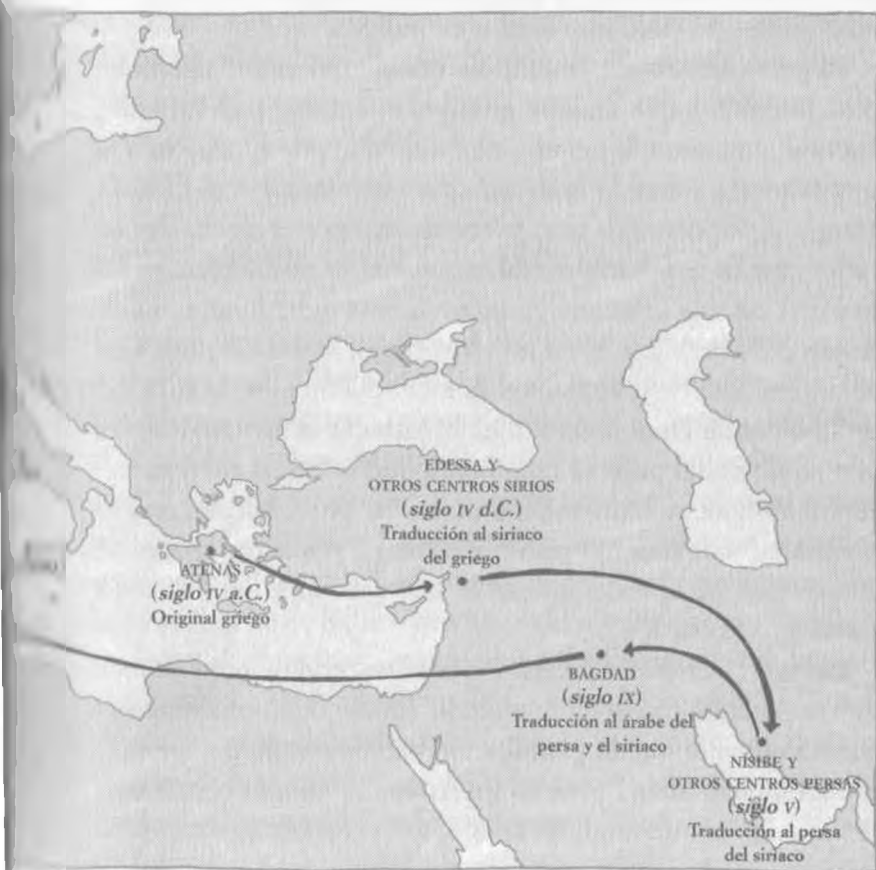 EDESSA Y
OTROS CENTROS SIRIOS
(siglo IV d.C.)
Traducción al siriaco
del griego
ATENAS
(siglo IV a.C.)
Original griego
BAGDAD
(siglo IX)
Traducción al árabe del
persa y el siriaco
NÍSIBE Y
OTROS CENTROS PERSAS
(siglo V)
Traducción al persa
del siriaco